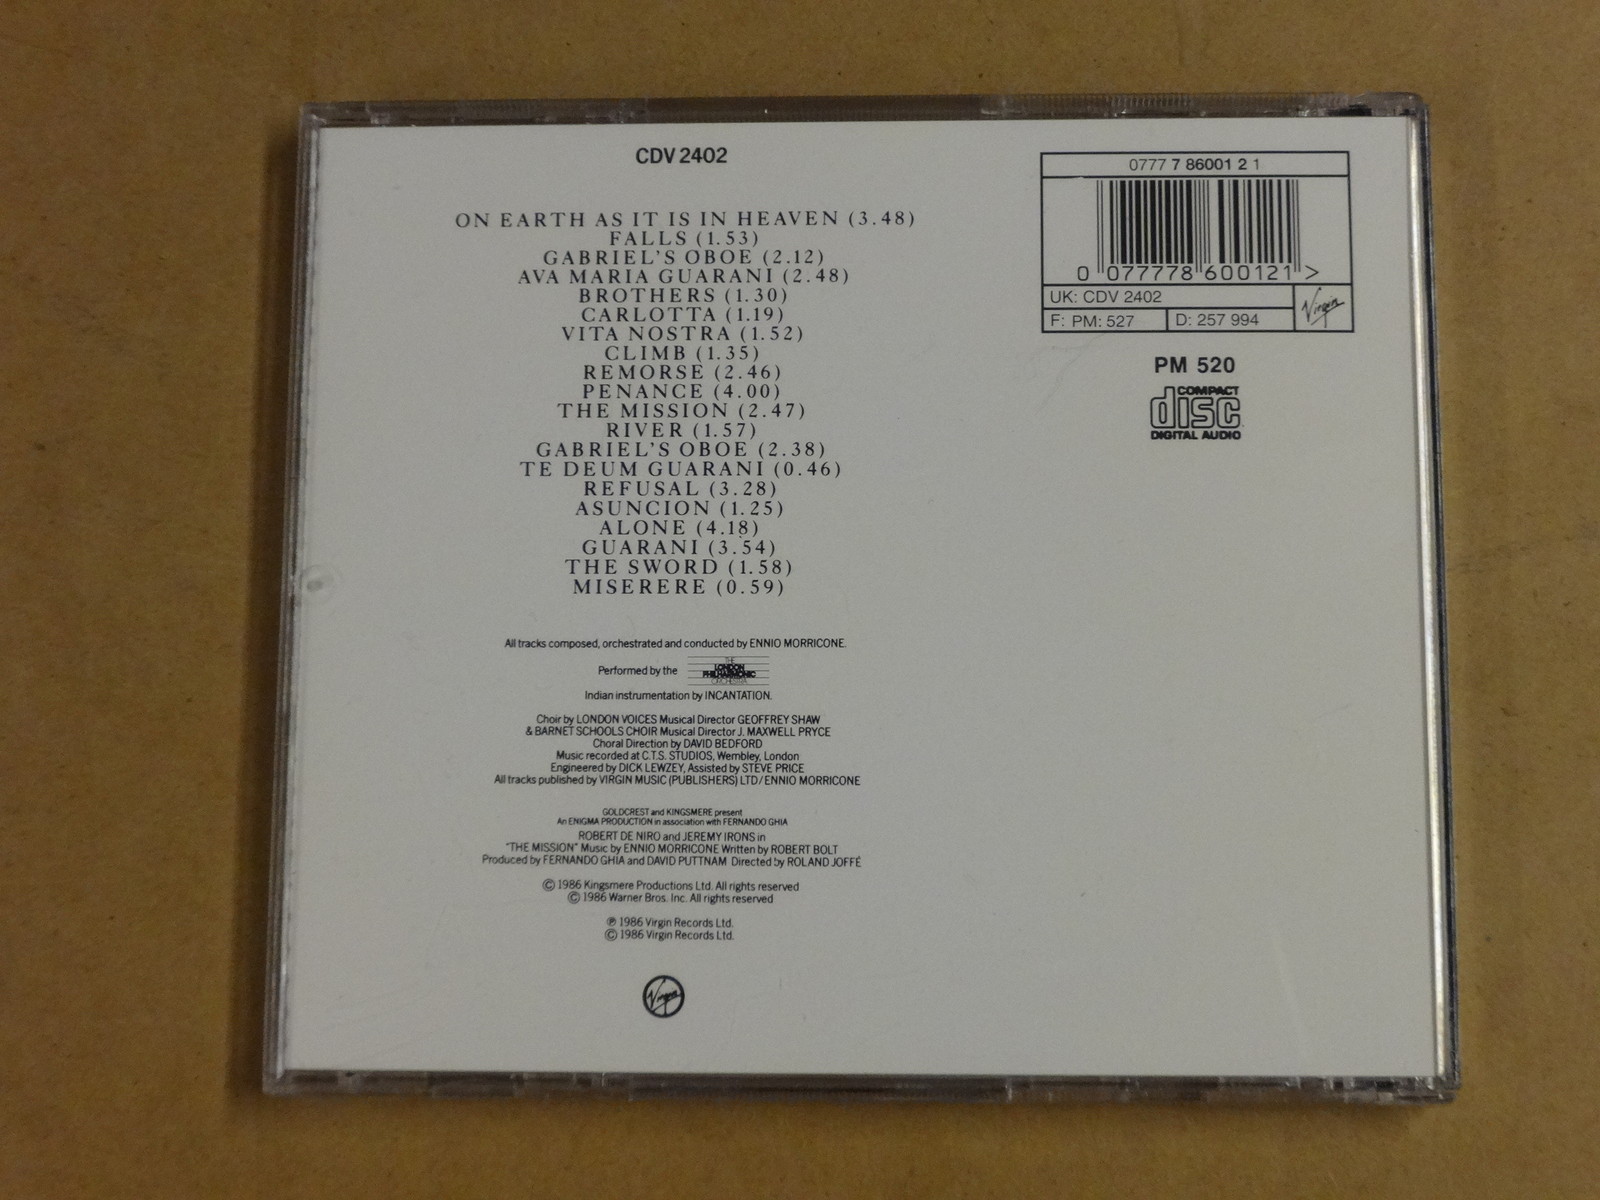 CDV 2402
ON EARTH AS IT IS IN HEAVEN (3.48)
FALLS (1.53)
GABRIEL'S OBOE (2.12)
AVA MARIA GUARANI (2.48)
BROTHERS (1.30)
CARLOTTA (1.19)
VITA NOSTRA (1.52)
CLIMB (1.35)
REMORSE (2.46)
PENANCE (4.00)
THE MISSION (2.47)
RIVER (1.57)
GABRIEL'S OBOE (2.38)
TE DEUM GUARANI (0.46)
REFUSAL (3.28)
ASUNCION (1.25)
ALONE (4.18)
GUARANI (3.54)
THE SWORD (1.58)
MISERERE (0.59)
All tracks composed, orchestrated and conducted by ENNIO MORRICONE.
Performed by the THE LONDON PHILHARMONIC ORCHESTRA
Indian instrumentation by INCANTATION.
Choir by LONDON VOICES Musical Director GEOFFREY SHAW
& BARNET SCHOOLS CHOIR Musical Director J. MAXWELL PRYCE
Choral Direction by DAVID BEDFORD
Music recorded at C.T.S. STUDIOS, Wembley, London
Engineered by DICK LEWZEY, Assisted by STEVE PRICE
All tracks published by VIRGIN MUSIC (PUBLISHERS) LTD/ENNIO MORRICONE
GOLDCREST and KINGSMERE present
An ENIGMA PRODUCTION in association with FERNANDO GHIA
ROBERT DE NIRO and JEREMY IRONS in
"THE MISSION" Music by ENNIO MORRICONE Written by ROBERT BOLT
Produced by FERNANDO GHIA and DAVID PUTTNAM Directed by ROLAND JOFFÉ
© 1986 Kingsmere Productions Ltd. All rights reserved
© 1986 Warner Bros. Inc. All rights reserved
℗ 1986 Virgin Records Ltd.
© 1986 Virgin Records Ltd.
Virgin
0777 7 86001 2 1
0 077778 600121 >
UK: CDV 2402
F: PM: 527
D: 257 994
Virgin
PM 520
COMPACT
disc
DIGITAL AUDIO